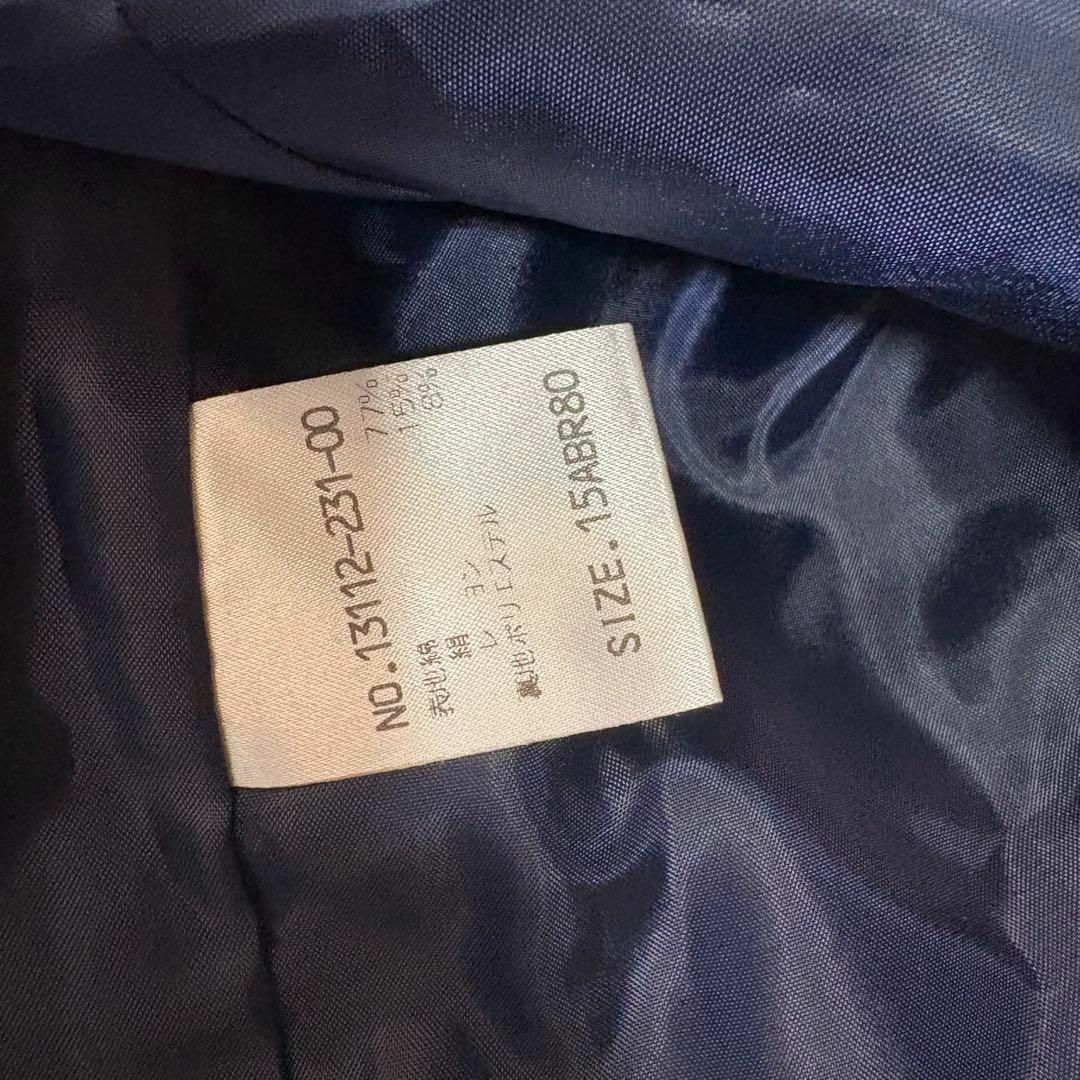 NO.13112-231-00
表地綿 77%
絹 15%
レーヨン 8%
裏地ポリエステル
SIZE.15ABR80